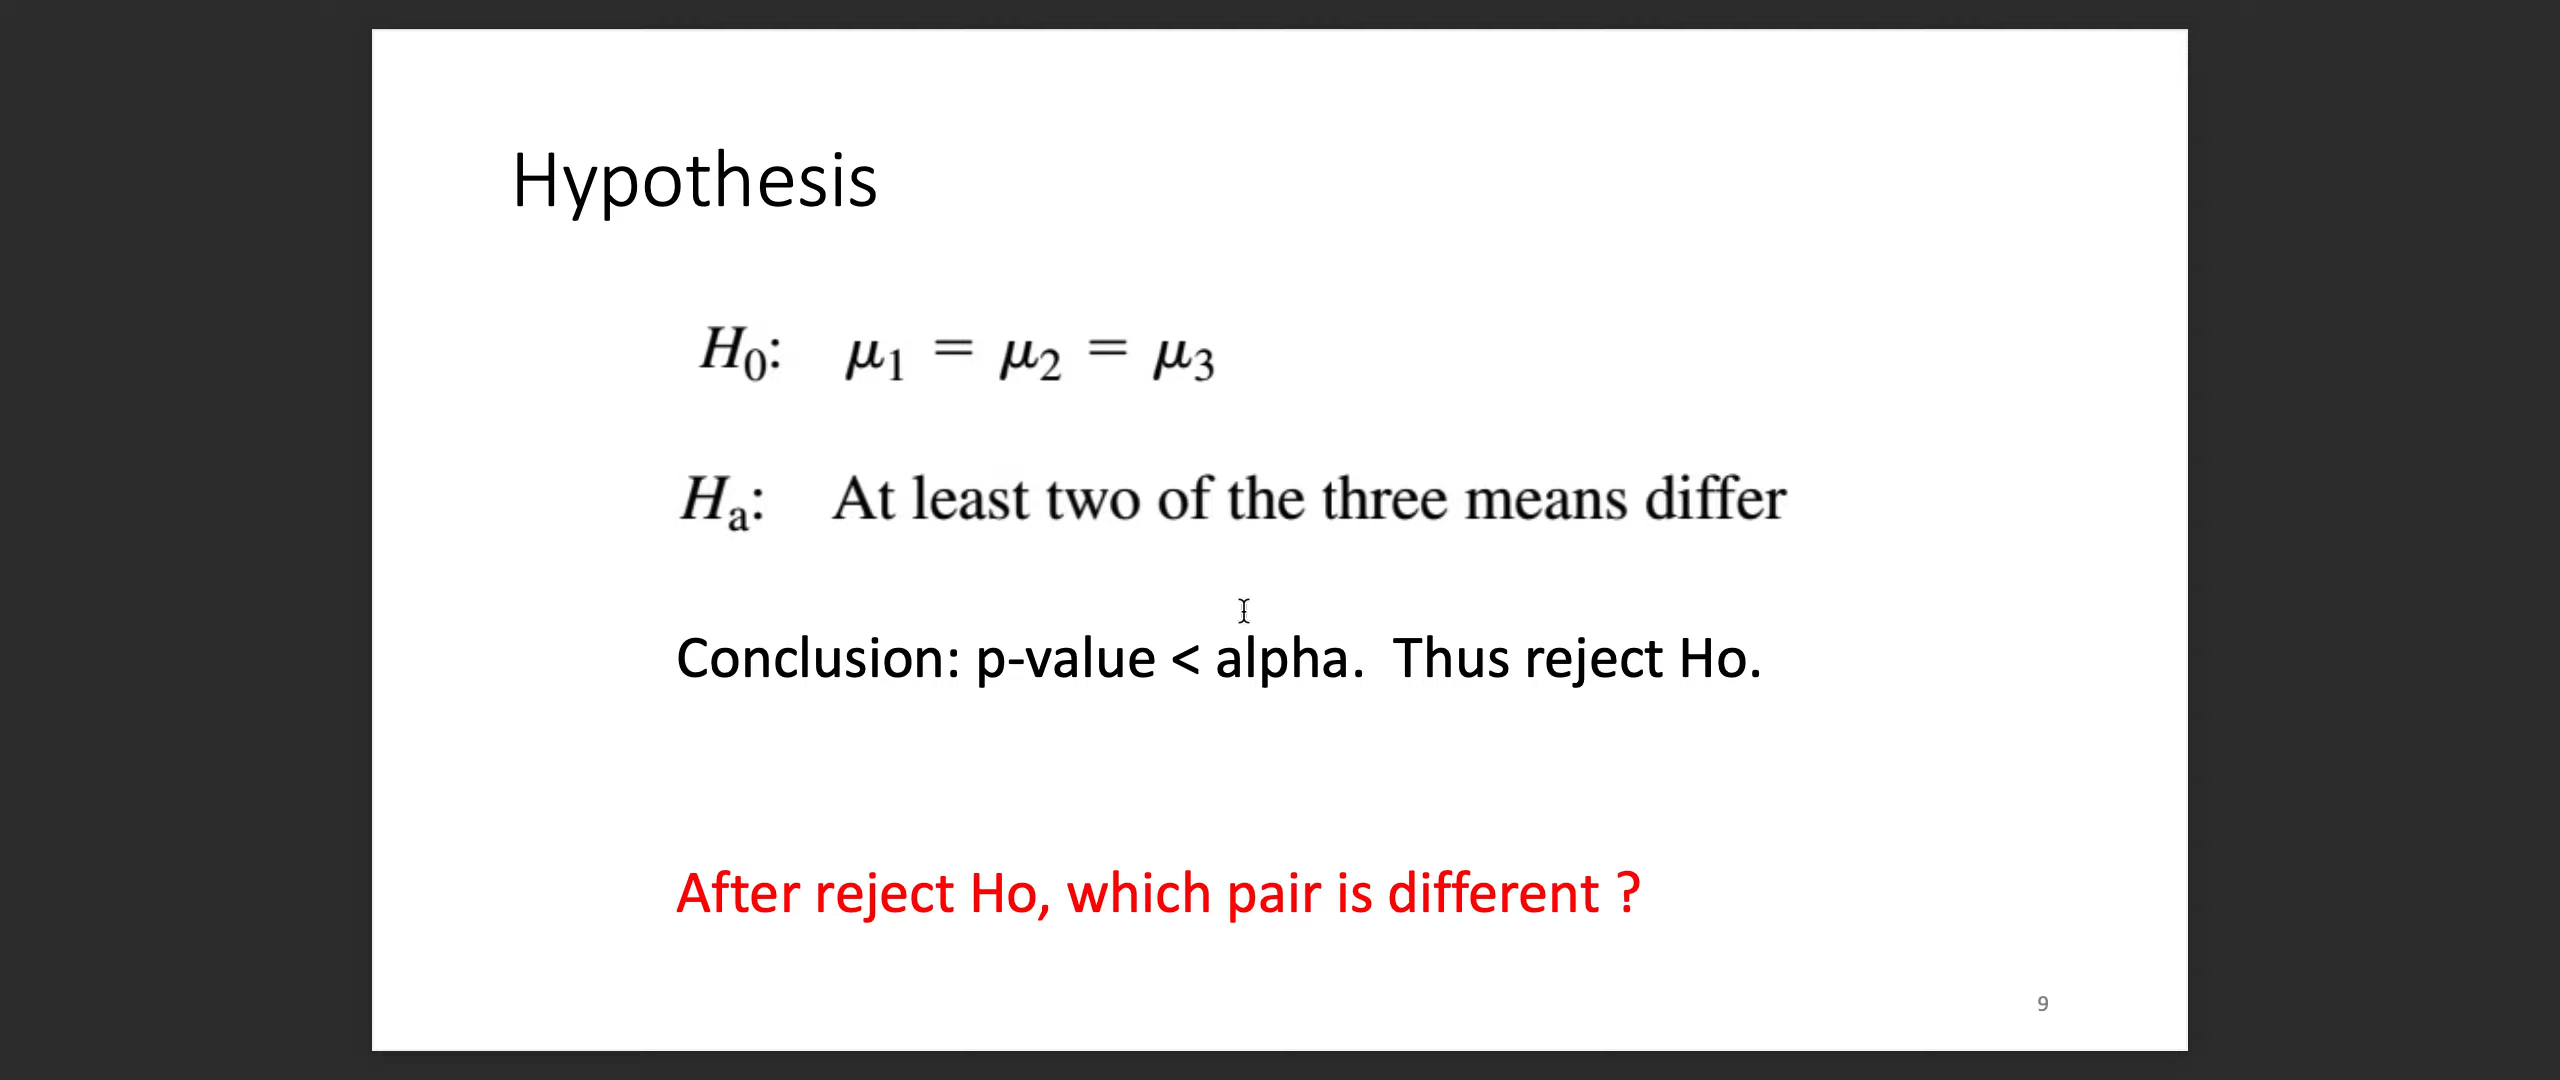 Hypothesis
H₀: μ₁ = μ₂ = μ₃
Hₐ: At least two of the three means differ
Conclusion: p-value < alpha. Thus reject Ho.
After reject Ho, which pair is different ?
9